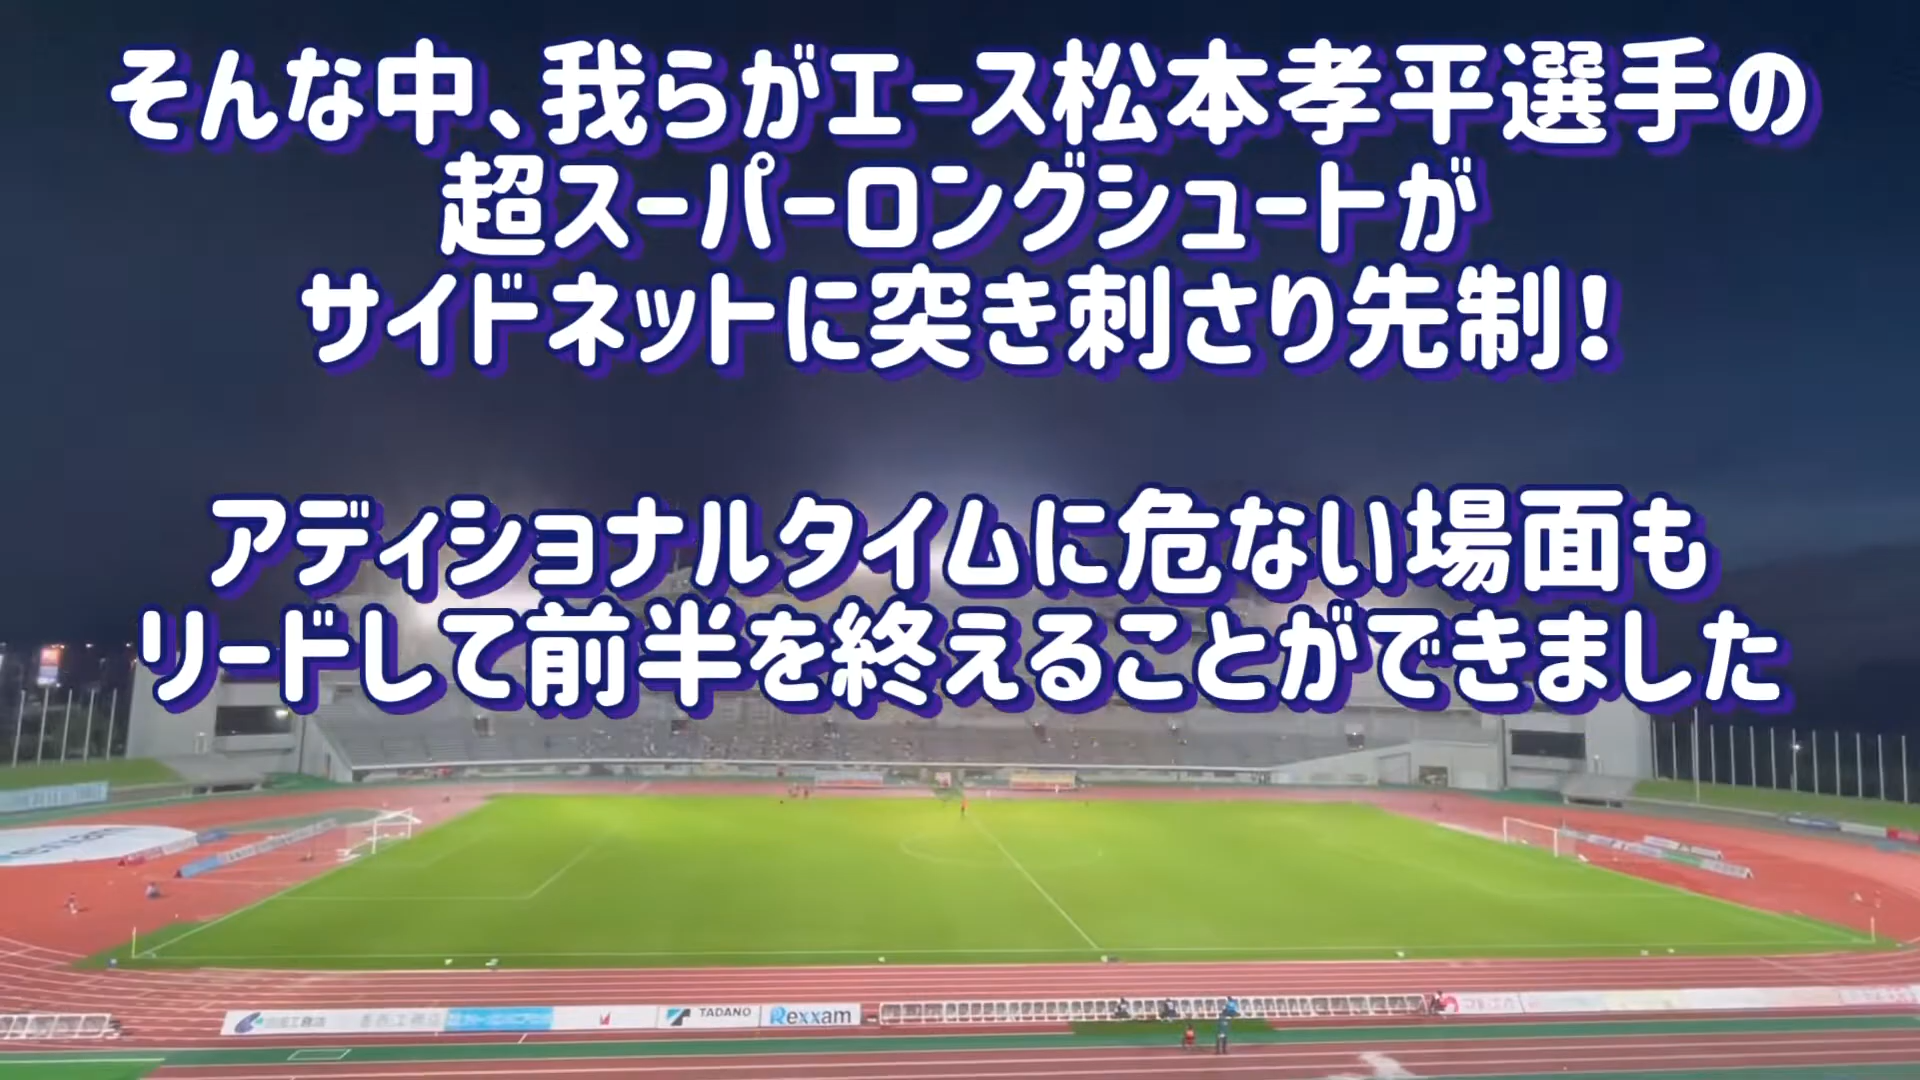 そんな中、我らがエース松本孝平選手の
超スーパーロングシュートが
サイドネットに突き刺さり先制!
アディショナルタイムに危ない場面も
リードして前半を終えることができました
TADANO
Rexxam